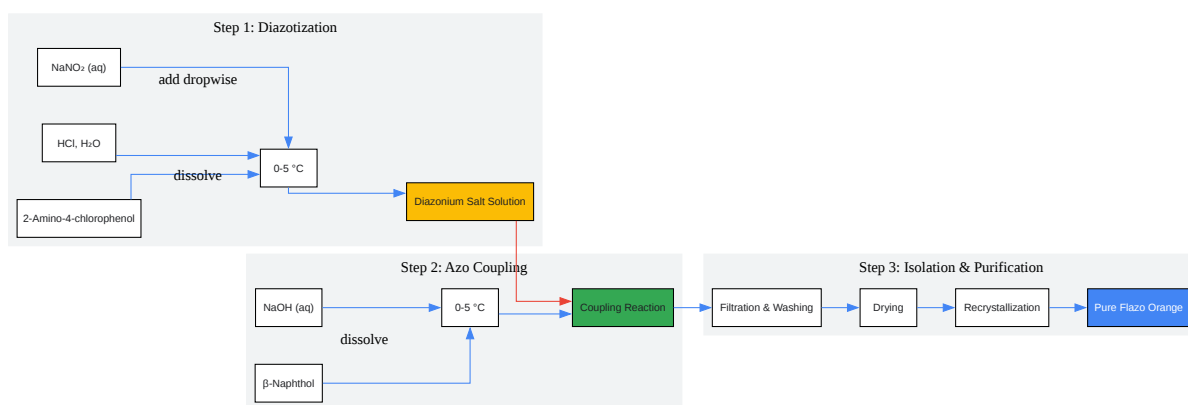 Step 1: Diazotization
NaNO₂ (aq)
add dropwise
HCl, H₂O
0-5 °C
dissolve
2-Amino-4-chlorophenol
Diazonium Salt Solution
Step 2: Azo Coupling
NaOH (aq)
0-5 °C
Coupling Reaction
dissolve
β-Naphthol
Step 3: Isolation & Purification
Filtration & Washing
Drying
Recrystallization
Pure Flazo Orange